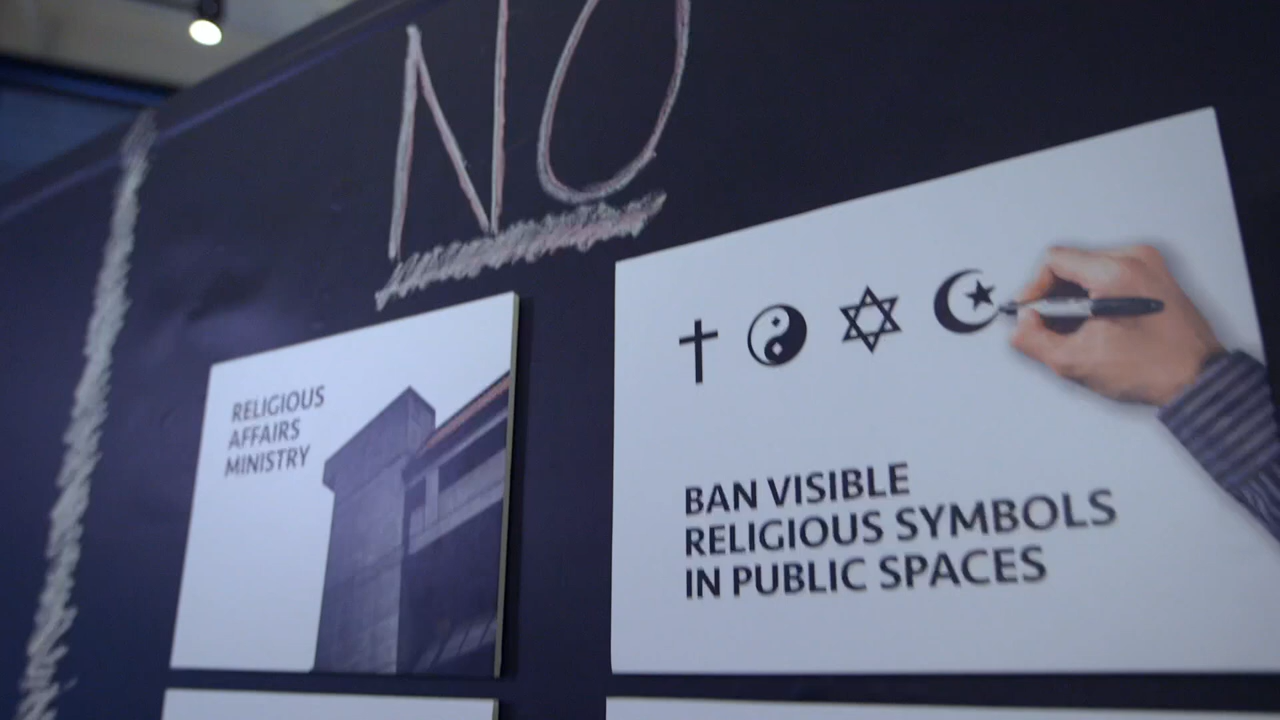 NO
RELIGIOUS
AFFAIRS
MINISTRY
BAN VISIBLE
RELIGIOUS SYMBOLS
IN PUBLIC SPACES